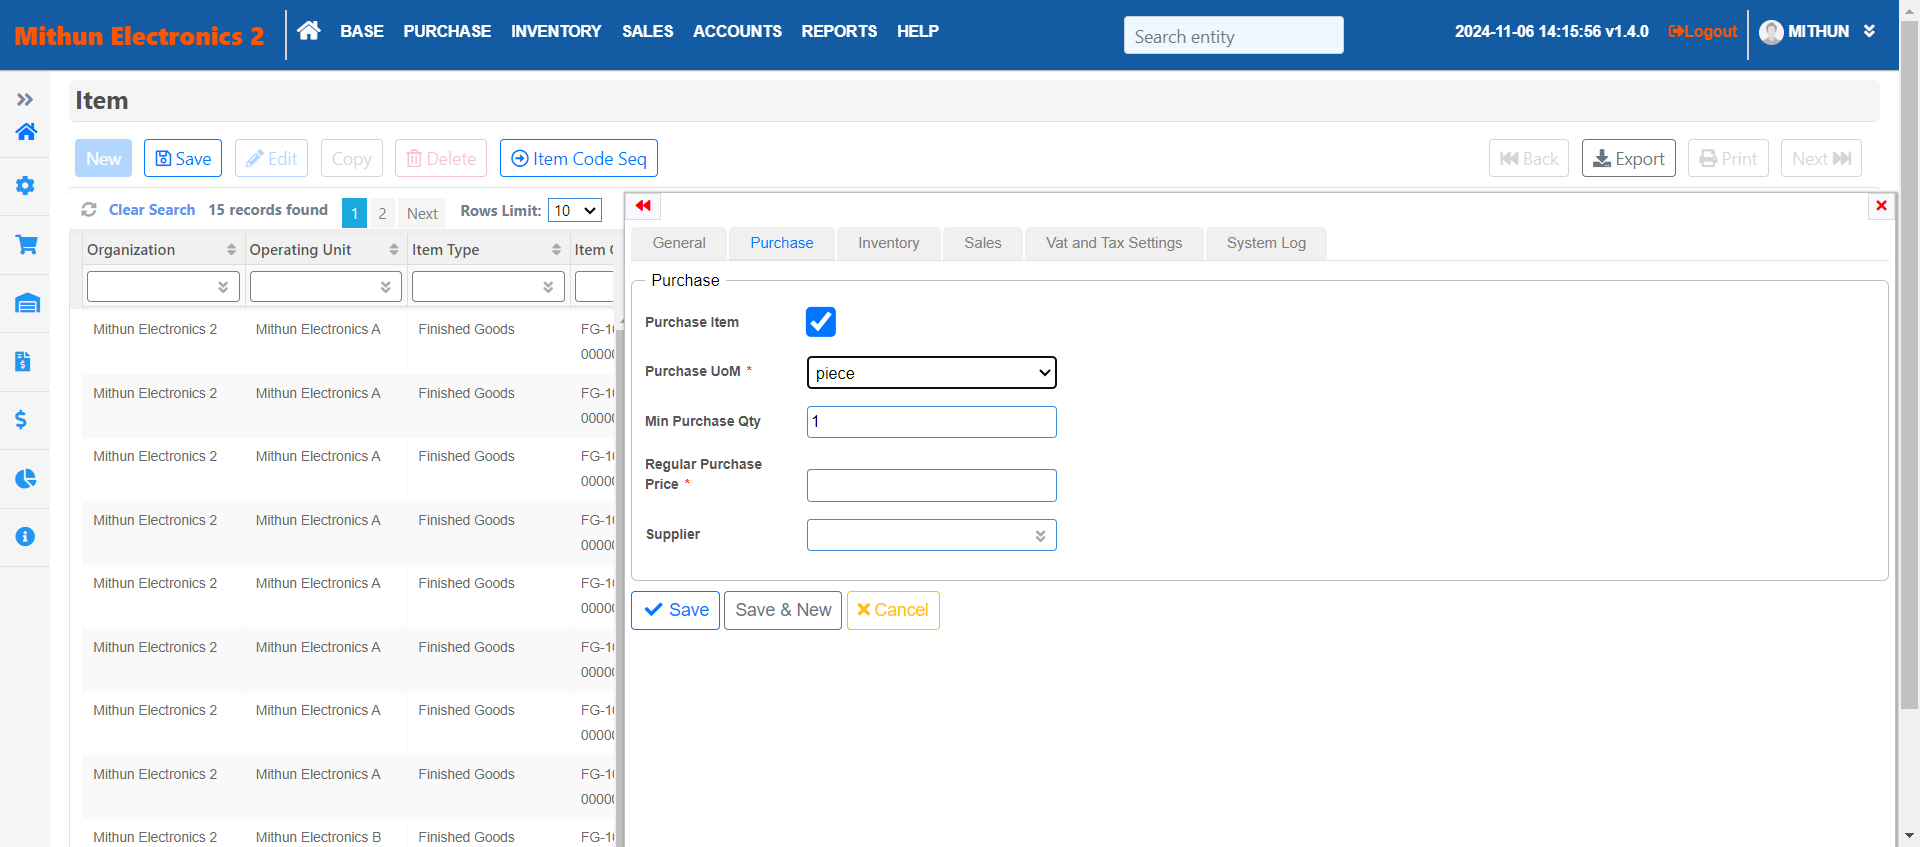 Mithun Electronics 2
BASE PURCHASE INVENTORY SALES ACCOUNTS REPORTS HELP
Search entity
2024-11-06 14:15:56 v1.4.0 Logout MITHUN
Item
New Save Edit Copy Delete Item Code Seq
Back Export Print Next
Clear Search 15 records found 1 2 Next Rows Limit: 10
Organization Operating Unit Item Type Item
Mithun Electronics 2 Mithun Electronics A Finished Goods FG-1
0000
Mithun Electronics 2 Mithun Electronics A Finished Goods FG-1
0000
Mithun Electronics 2 Mithun Electronics A Finished Goods FG-1
0000
Mithun Electronics 2 Mithun Electronics A Finished Goods FG-1
0000
Mithun Electronics 2 Mithun Electronics A Finished Goods FG-1
0000
Mithun Electronics 2 Mithun Electronics A Finished Goods FG-1
0000
Mithun Electronics 2 Mithun Electronics A Finished Goods FG-1
0000
Mithun Electronics 2 Mithun Electronics A Finished Goods FG-1
0000
Mithun Electronics 2 Mithun Electronics B Finished Goods FG-1
General Purchase Inventory Sales Vat and Tax Settings System Log
Purchase
Purchase Item
Purchase UoM * piece
Min Purchase Qty 1
Regular Purchase
Price *
Supplier
Save Save & New Cancel